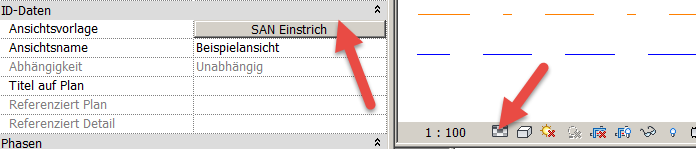 ID-Daten
Ansichtsvorlage SAN Einstrich
Ansichtsname Beispielansicht
Abhängigkeit Unabhängig
Titel auf Plan
Referenziert Plan
Referenziert Detail
Phasen
1 : 100